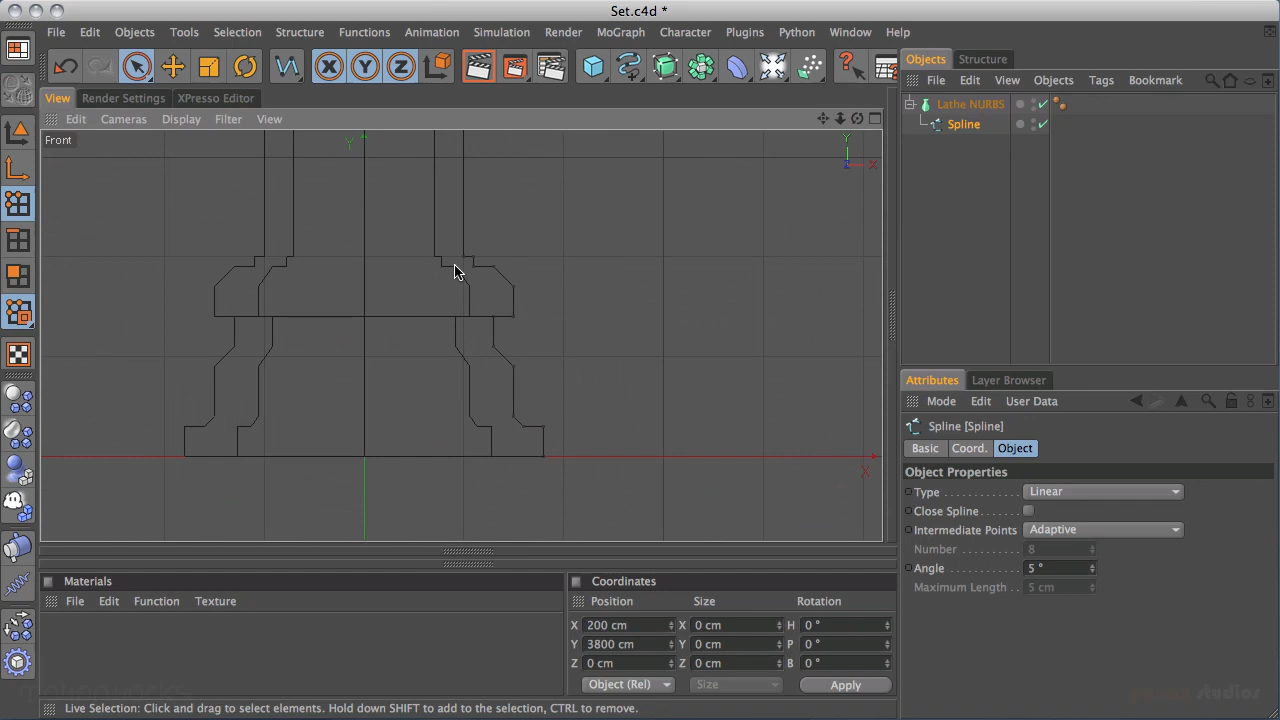 Set.c4d *
File Edit Objects Tools Selection Structure Functions Animation Simulation Render MoGraph Character Plugins Python Window Help
X Y Z
Objects Structure
File Edit View Objects Tags Bookmark
View Render Settings XPresso Editor
Edit Cameras Display Filter View
Lathe NURBS
Spline
Front
Y
Y
X
Z
X
Attributes Layer Browser
Mode Edit User Data
Spline [Spline]
Basic Coord. Object
Object Properties
Type Linear
Close Spline
Intermediate Points Adaptive
Number 8
Angle 5 °
Maximum Length 5 cm
Materials
File Edit Function Texture
Coordinates
Position Size Rotation
X 200 cm X 0 cm H 0 °
Y 3800 cm Y 0 cm P 0 °
Z 0 cm Z 0 cm B 0 °
Object (Rel) Size Apply
Live Selection: Click and drag to select elements. Hold down SHIFT to add to the selection, CTRL to remove.
studios